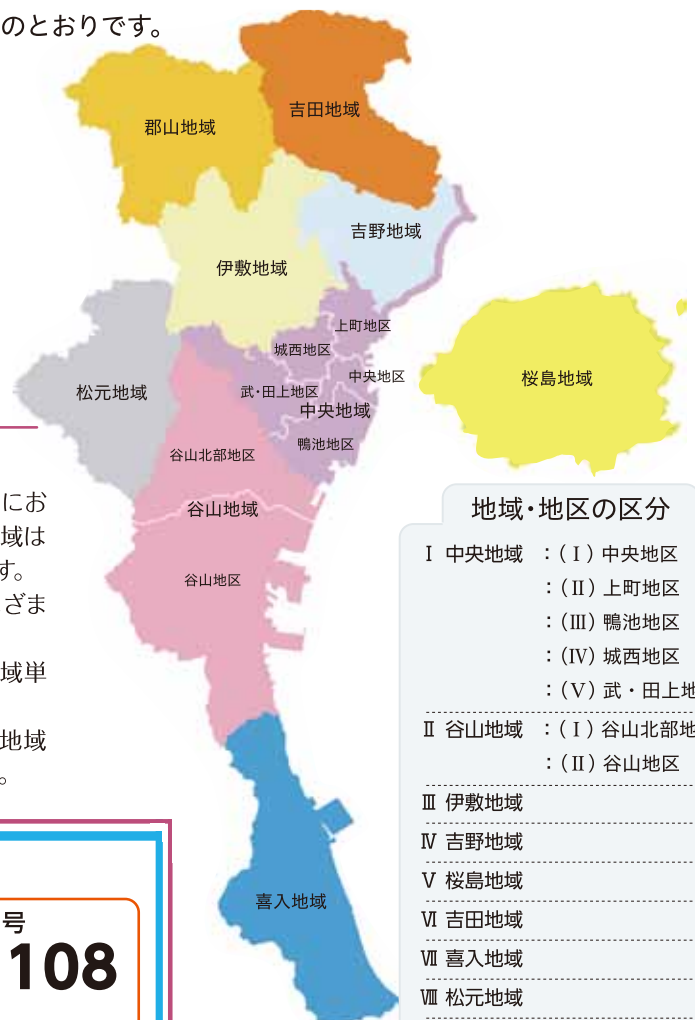 のとおりです。
吉田地域
郡山地域
吉野地域
伊敷地域
上町地区
城西地区
中央地区
桜島地域
武・田上地区
松元地域
中央地域
鴨池地区
谷山北部地区
谷山地域
谷山地区
喜入地域
にお
域は
す。
ざま
域単
地域
。
号
108
地域・地区の区分
Ⅰ 中央地域 :(Ⅰ) 中央地区
:(Ⅱ) 上町地区
:(Ⅲ) 鴨池地区
:(Ⅳ) 城西地区
:(Ⅴ) 武・田上地
Ⅱ 谷山地域 :(Ⅰ) 谷山北部地
:(Ⅱ) 谷山地区
Ⅲ 伊敷地域
Ⅳ 吉野地域
Ⅴ 桜島地域
Ⅵ 吉田地域
Ⅶ 喜入地域
Ⅷ 松元地域